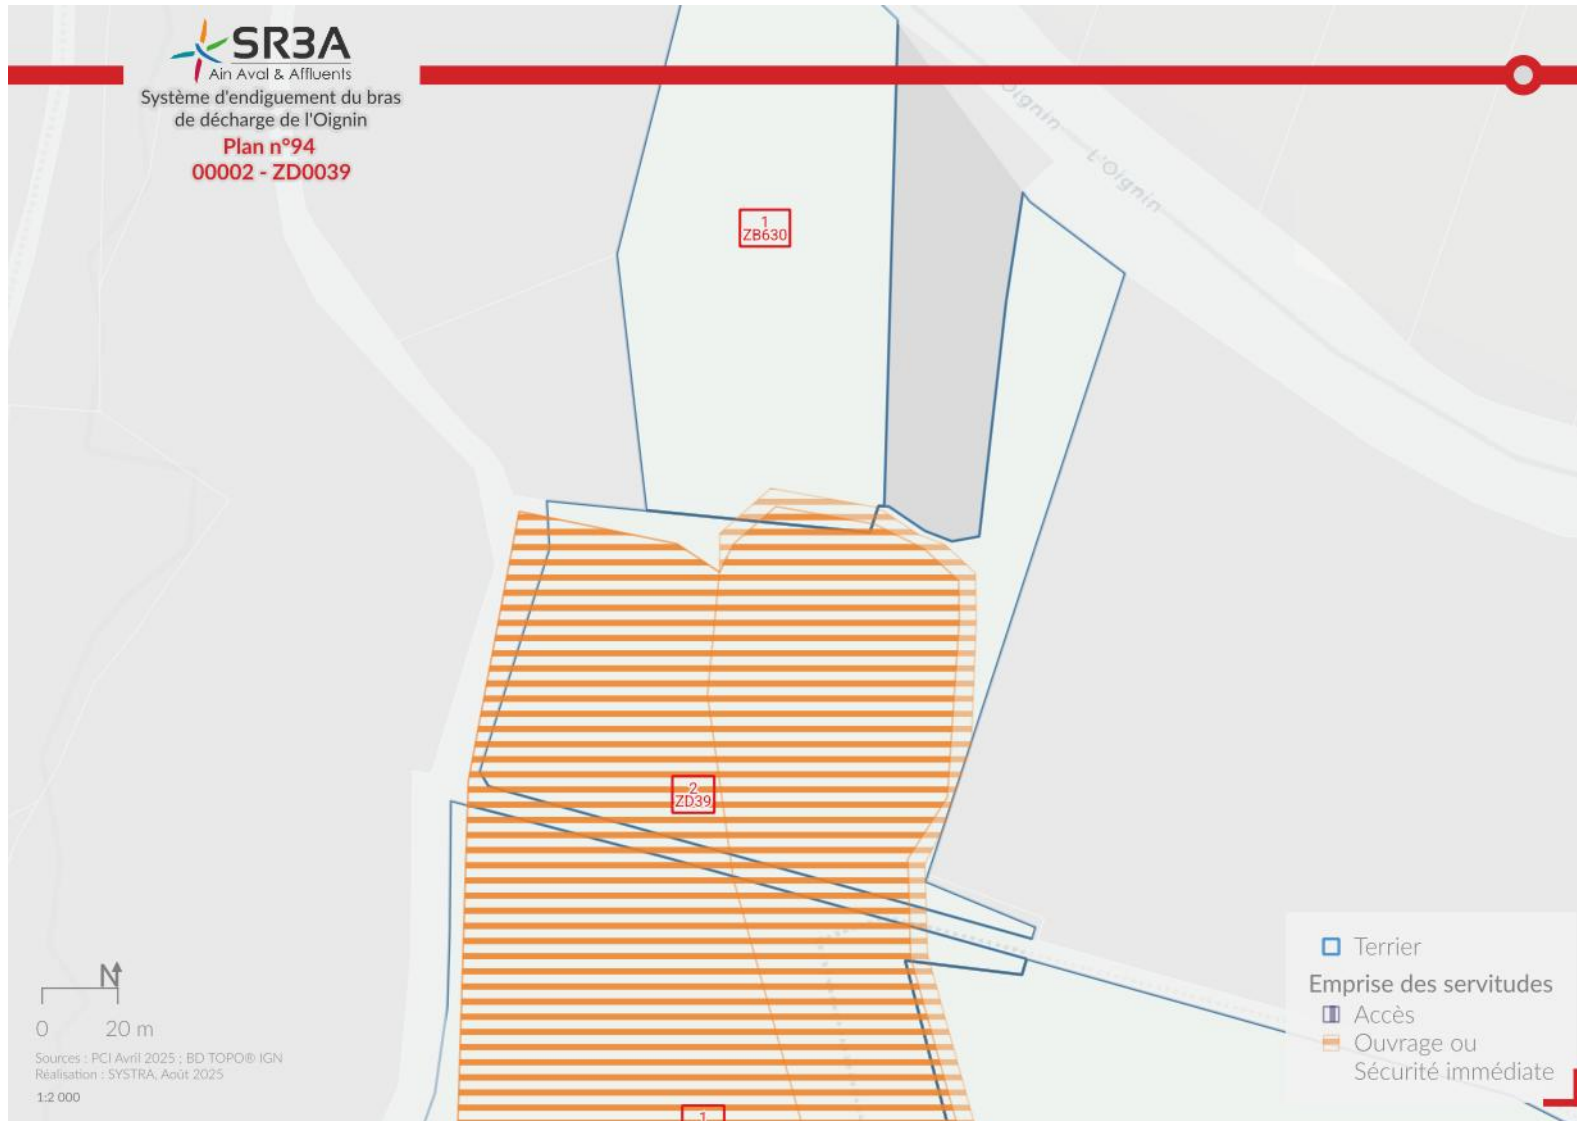 SR3A
Ain Aval & Affluents
Système d'endiguement du bras
de décharge de l'Oignin
Plan n°94
00002 - ZD0039
Oignin
L'Oignin
1
ZB630
2
ZD39
1
N
0 20 m
Sources : PCI Avril 2025 ; BD TOPO® IGN
Réalisation : SYSTRA, Août 2025
1:2 000
Terrier
Emprise des servitudes
Accès
Ouvrage ou
Sécurité immédiate